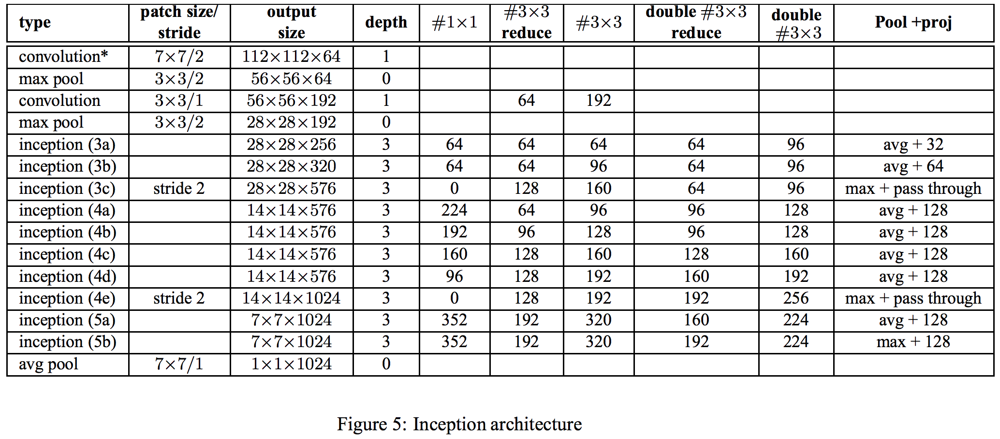 type | patch size/ stride | output size | depth | #1×1 | #3×3 reduce | #3×3 | double #3×3 reduce | double #3×3 | Pool +proj
convolution* | 7×7/2 | 112×112×64 | 1
max pool | 3×3/2 | 56×56×64 | 0
convolution | 3×3/1 | 56×56×192 | 1 | | 64 | 192
max pool | 3×3/2 | 28×28×192 | 0
inception (3a) | | 28×28×256 | 3 | 64 | 64 | 64 | 64 | 96 | avg + 32
inception (3b) | | 28×28×320 | 3 | 64 | 64 | 96 | 64 | 96 | avg + 64
inception (3c) | stride 2 | 28×28×576 | 3 | 0 | 128 | 160 | 64 | 96 | max + pass through
inception (4a) | | 14×14×576 | 3 | 224 | 64 | 96 | 96 | 128 | avg + 128
inception (4b) | | 14×14×576 | 3 | 192 | 96 | 128 | 96 | 128 | avg + 128
inception (4c) | | 14×14×576 | 3 | 160 | 128 | 160 | 128 | 160 | avg + 128
inception (4d) | | 14×14×576 | 3 | 96 | 128 | 192 | 160 | 192 | avg + 128
inception (4e) | stride 2 | 14×14×1024 | 3 | 0 | 128 | 192 | 192 | 256 | max + pass through
inception (5a) | | 7×7×1024 | 3 | 352 | 192 | 320 | 160 | 224 | avg + 128
inception (5b) | | 7×7×1024 | 3 | 352 | 192 | 320 | 192 | 224 | max + 128
avg pool | 7×7/1 | 1×1×1024 | 0
Figure 5: Inception architecture